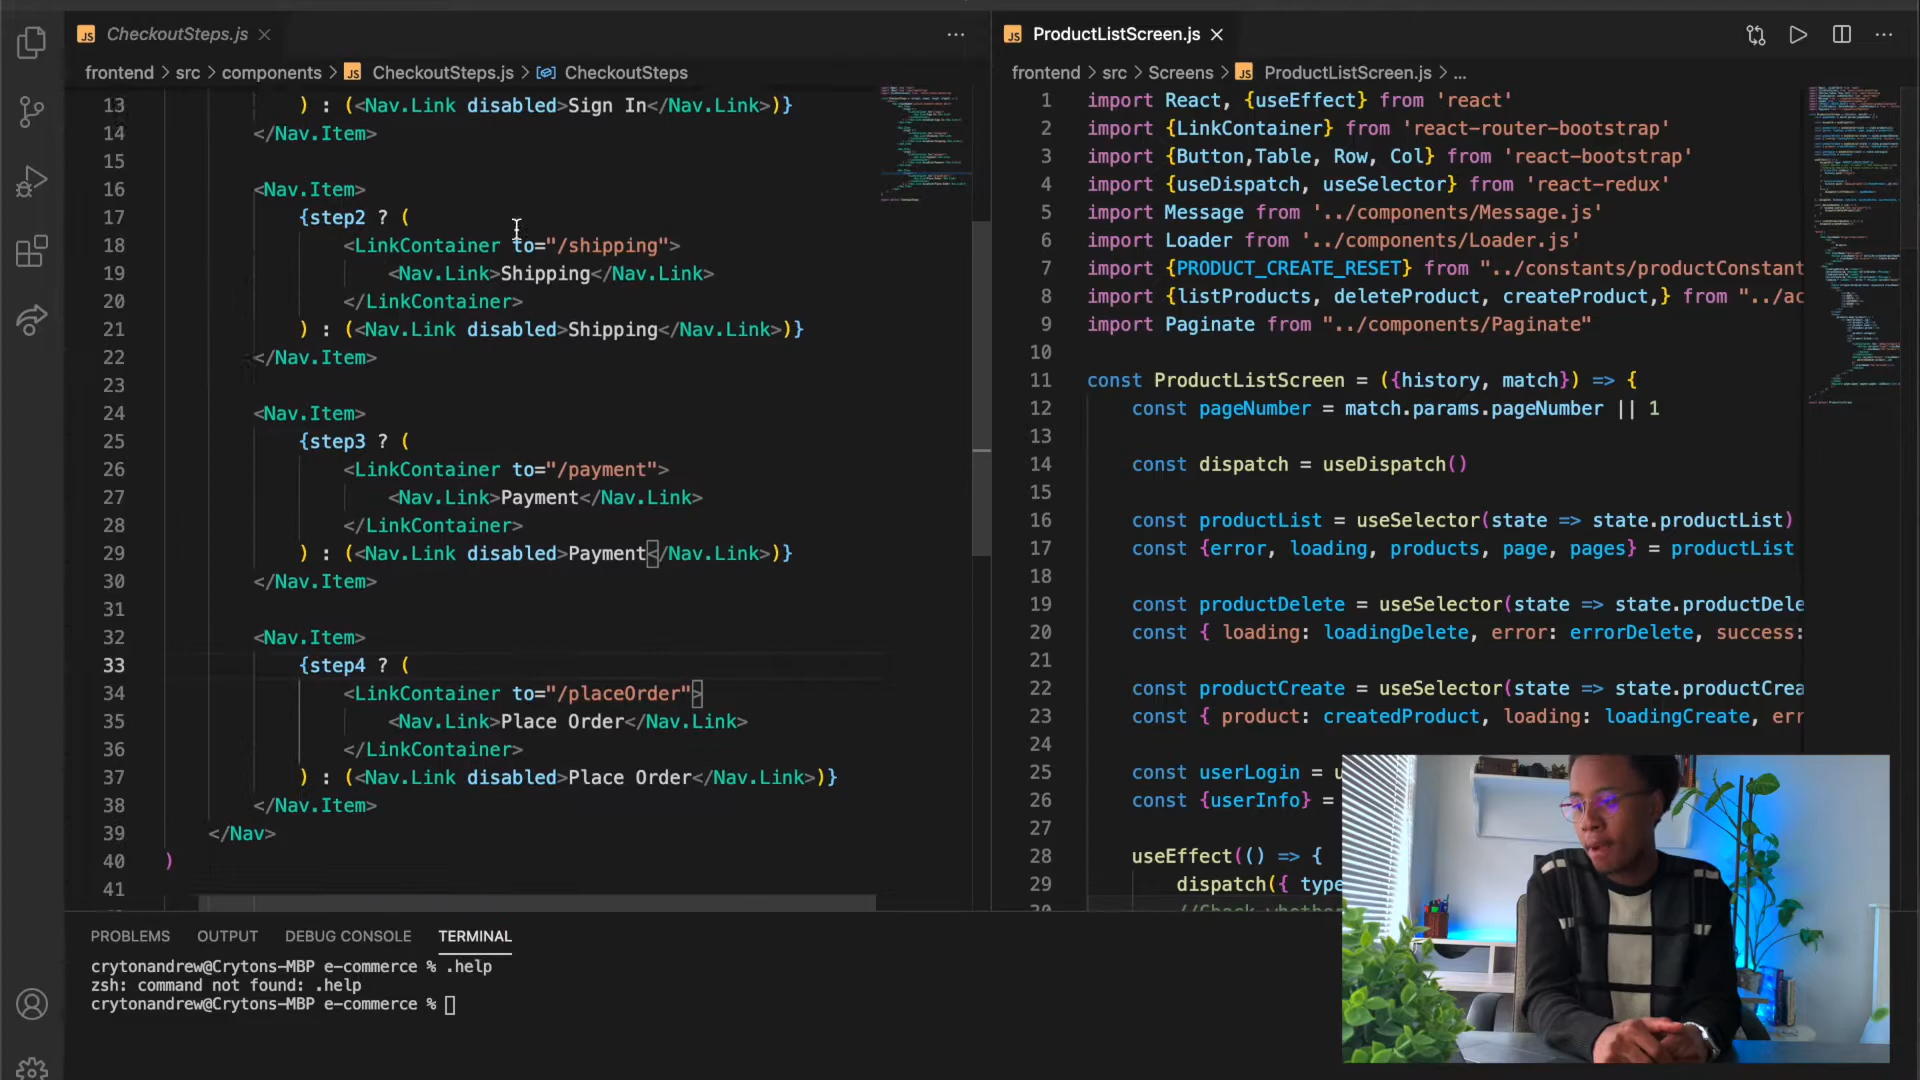 JS CheckoutSteps.js
frontend > src > components > JS CheckoutSteps.js > CheckoutSteps
13 ) : (<Nav.Link disabled>Sign In</Nav.Link>)}
14 </Nav.Item>
15
16 <Nav.Item>
17 {step2 ? (
18 <LinkContainer to="/shipping">
19 <Nav.Link>Shipping</Nav.Link>
20 </LinkContainer>
21 ) : (<Nav.Link disabled>Shipping</Nav.Link>)}
22 </Nav.Item>
23
24 <Nav.Item>
25 {step3 ? (
26 <LinkContainer to="/payment">
27 <Nav.Link>Payment</Nav.Link>
28 </LinkContainer>
29 ) : (<Nav.Link disabled>Payment</Nav.Link>)}
30 </Nav.Item>
31
32 <Nav.Item>
33 {step4 ? (
34 <LinkContainer to="/placeOrder">
35 <Nav.Link>Place Order</Nav.Link>
36 </LinkContainer>
37 ) : (<Nav.Link disabled>Place Order</Nav.Link>)}
38 </Nav.Item>
39 </Nav>
40 )
41
JS ProductListScreen.js
frontend > src > Screens > JS ProductListScreen.js > ...
1 import React, {useEffect} from 'react'
2 import {LinkContainer} from 'react-router-bootstrap'
3 import {Button,Table, Row, Col} from 'react-bootstrap'
4 import {useDispatch, useSelector} from 'react-redux'
5 import Message from '../components/Message.js'
6 import Loader from '../components/Loader.js'
7 import {PRODUCT_CREATE_RESET} from "../constants/productConstant
8 import {listProducts, deleteProduct, createProduct,} from "../ac
9 import Paginate from "../components/Paginate"
10
11 const ProductListScreen = ({history, match}) => {
12 const pageNumber = match.params.pageNumber || 1
13
14 const dispatch = useDispatch()
15
16 const productList = useSelector(state => state.productList)
17 const {error, loading, products, page, pages} = productList
18
19 const productDelete = useSelector(state => state.productDele
20 const { loading: loadingDelete, error: errorDelete, success:
21
22 const productCreate = useSelector(state => state.productCrea
23 const { product: createdProduct, loading: loadingCreate, err
24
25 const userLogin = u
26 const {userInfo} =
27
28 useEffect(() => {
29 dispatch({ type
30 //Check whether
PROBLEMS OUTPUT DEBUG CONSOLE TERMINAL
crytonandrew@Crytons-MBP e-commerce % .help
zsh: command not found: .help
crytonandrew@Crytons-MBP e-commerce %